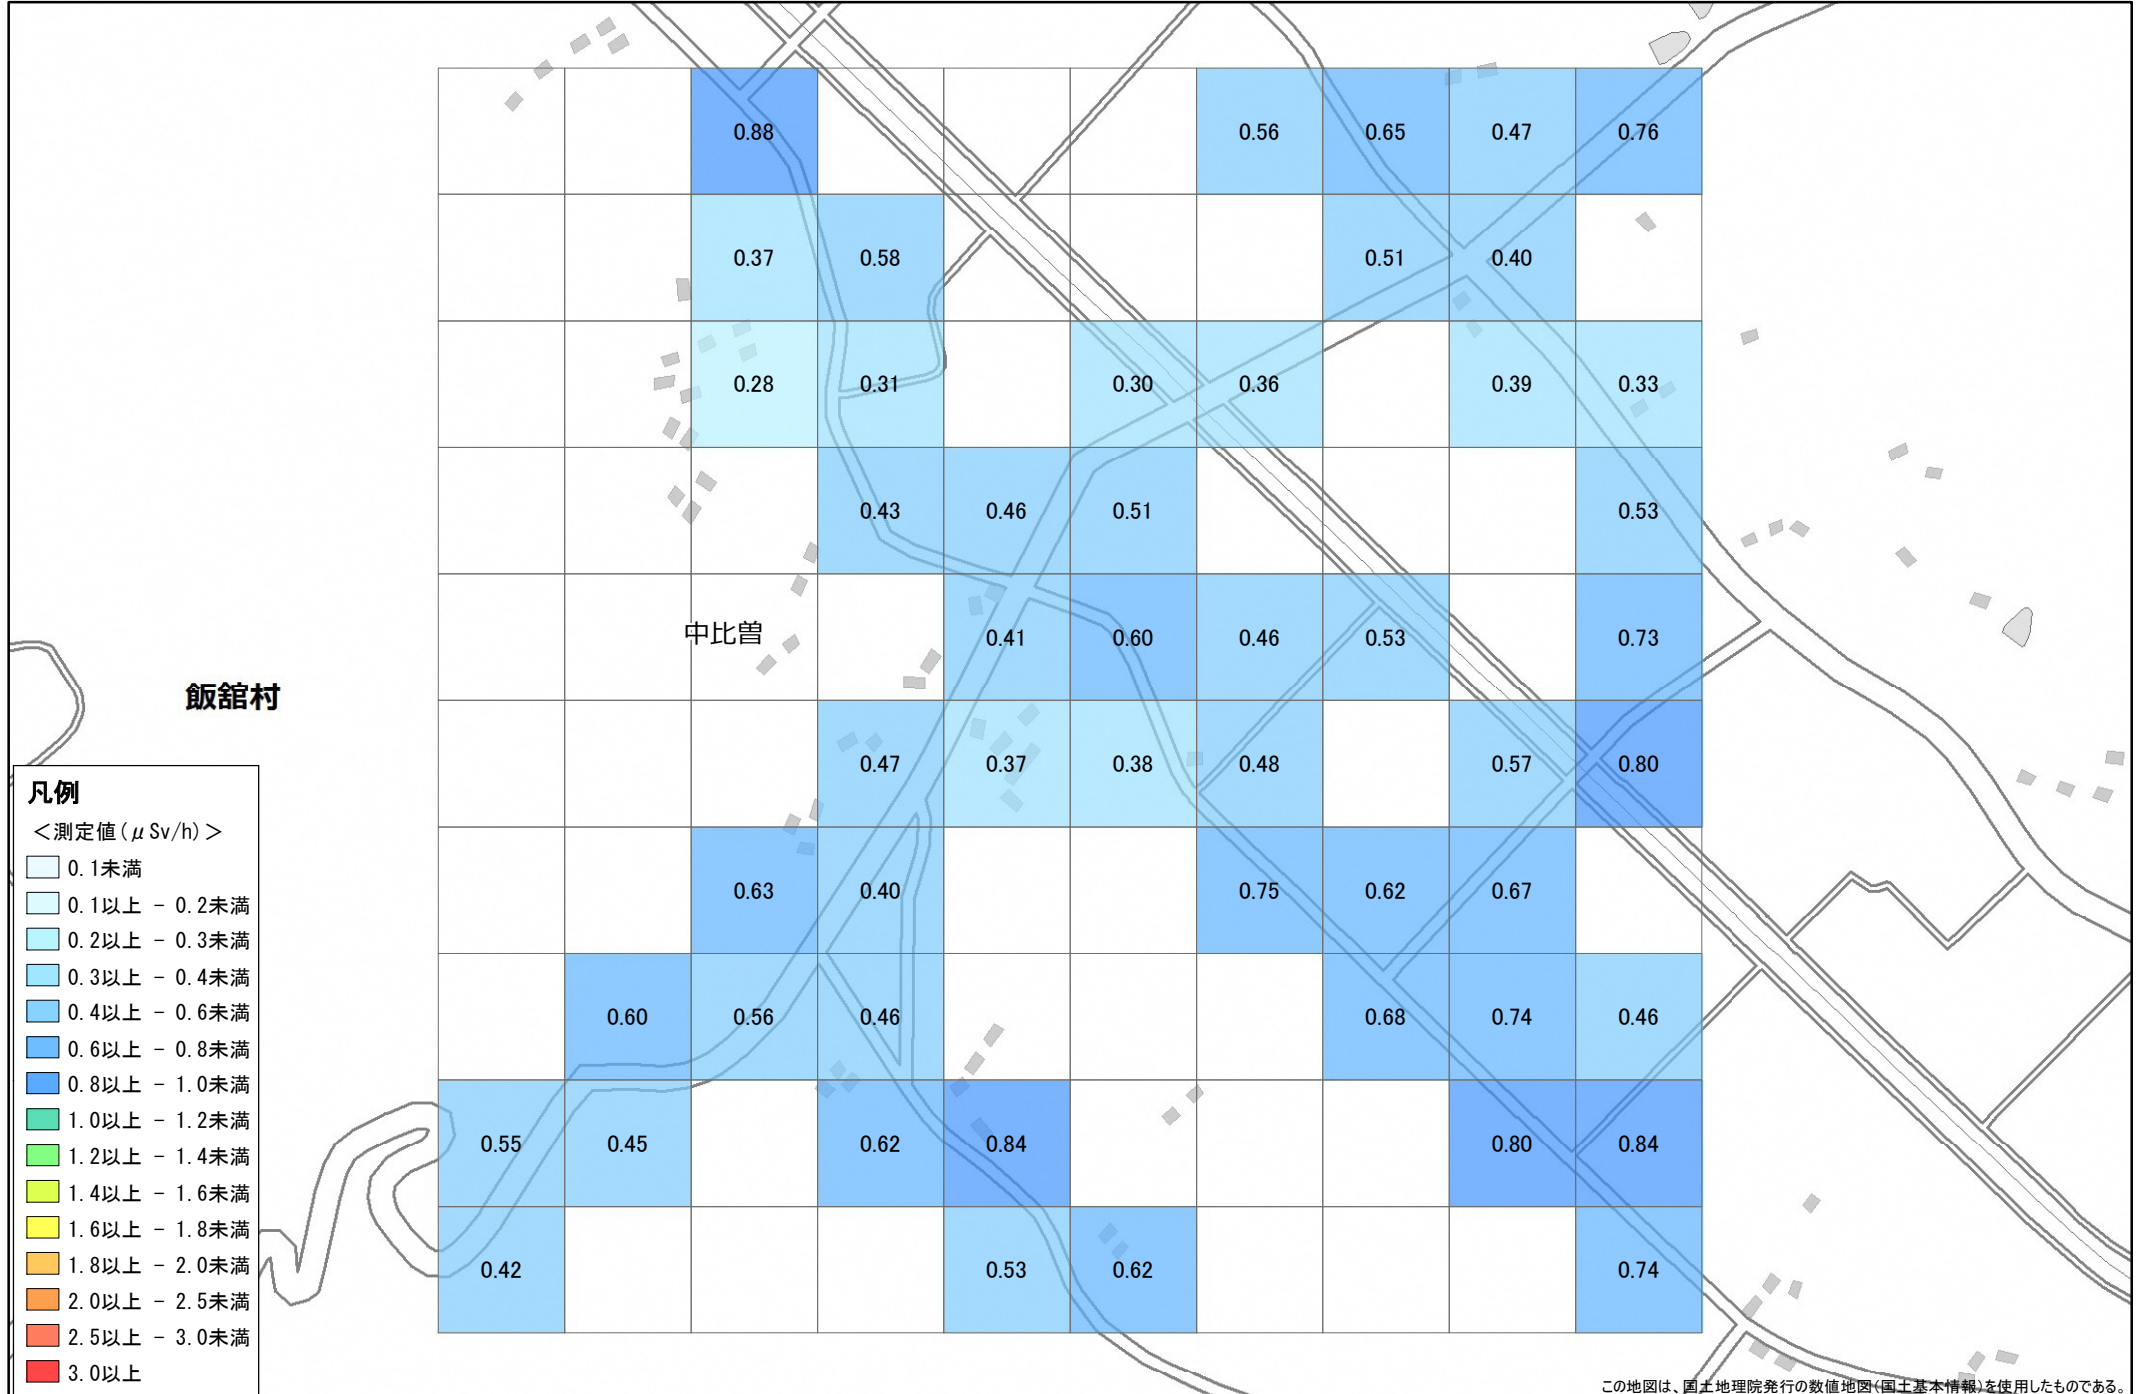 0.88 0.56 0.65 0.47 0.76
0.37 0.58 0.51 0.40
0.28 0.31 0.30 0.36 0.39 0.33
0.43 0.46 0.51 0.53
中比曽
0.41 0.60 0.46 0.53 0.73
飯舘村
0.47 0.37 0.38 0.48 0.57 0.80
0.63 0.40 0.75 0.62 0.67
0.60 0.56 0.46 0.68 0.74 0.46
0.55 0.45 0.62 0.84 0.80 0.84
0.42 0.53 0.62 0.74
凡例
＜測定値(μSv/h)＞
0.1未満
0.1以上 - 0.2未満
0.2以上 - 0.3未満
0.3以上 - 0.4未満
0.4以上 - 0.6未満
0.6以上 - 0.8未満
0.8以上 - 1.0未満
1.0以上 - 1.2未満
1.2以上 - 1.4未満
1.4以上 - 1.6未満
1.6以上 - 1.8未満
1.8以上 - 2.0未満
2.0以上 - 2.5未満
2.5以上 - 3.0未満
3.0以上
この地図は、国土地理院発行の数値地図(国土基本情報)を使用したものである。